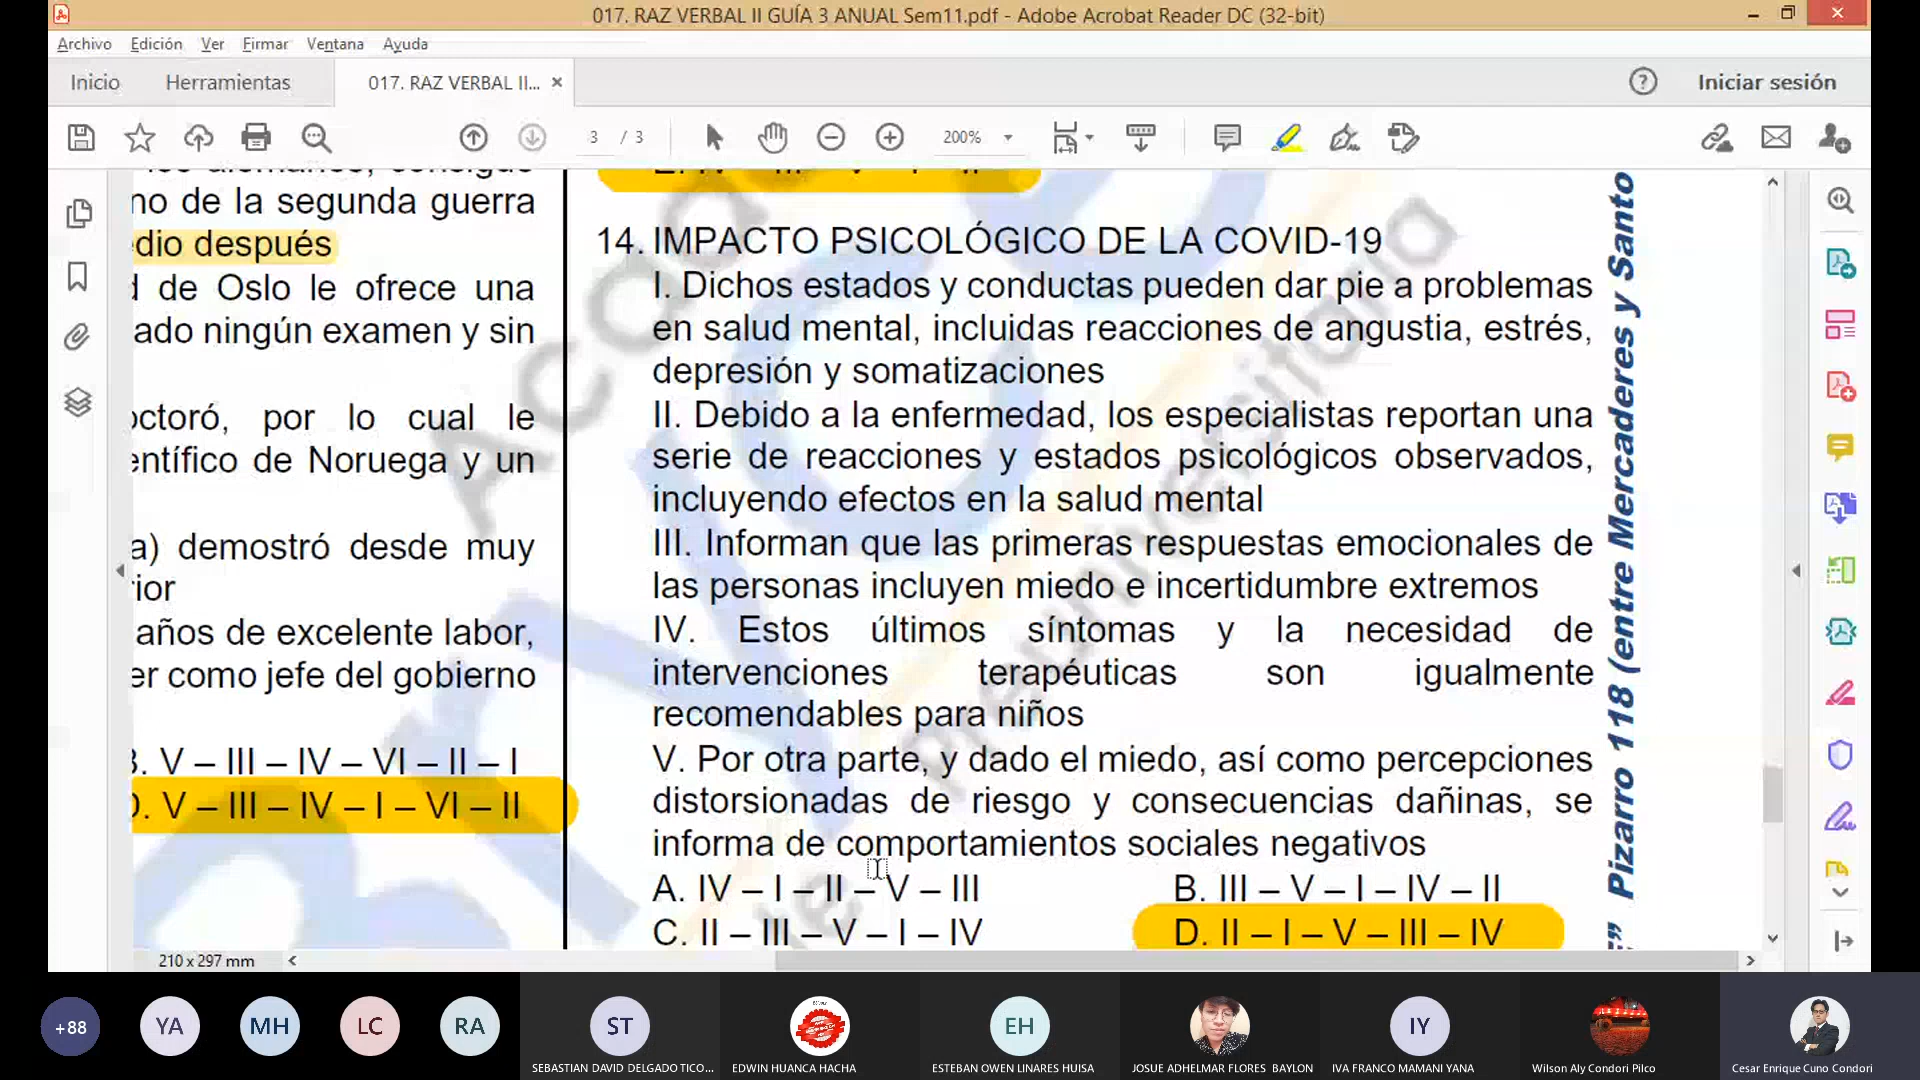 017. RAZ VERBAL II GUÍA 3 ANUAL Sem11.pdf - Adobe Acrobat Reader DC (32-bit)
Archivo Edición Ver Firmar Ventana Ayuda
Inicio Herramientas 017. RAZ VERBAL II... × Iniciar sesión
3 / 3 200%
no de la segunda guerra
edio después
d de Oslo le ofrece una
ado ningún examen y sin
octoró, por lo cual le
entífico de Noruega y un
a) demostró desde muy
rior
años de excelente labor,
er como jefe del gobierno
B. V – III – IV – VI – II – I
D. V – III – IV – I – VI – II
14. IMPACTO PSICOLÓGICO DE LA COVID-19
I. Dichos estados y conductas pueden dar pie a problemas
en salud mental, incluidas reacciones de angustia, estrés,
depresión y somatizaciones
II. Debido a la enfermedad, los especialistas reportan una
serie de reacciones y estados psicológicos observados,
incluyendo efectos en la salud mental
III. Informan que las primeras respuestas emocionales de
las personas incluyen miedo e incertidumbre extremos
IV. Estos últimos síntomas y la necesidad de
intervenciones terapéuticas son igualmente
recomendables para niños
V. Por otra parte, y dado el miedo, así como percepciones
distorsionadas de riesgo y consecuencias dañinas, se
informa de comportamientos sociales negativos
A. IV – I – II – V – III B. III – V – I – IV – II
C. II – III – V – I – IV D. II – I – V – III – IV
Pizarro 118 (entre Mercaderes y Santo
Preuniversitaria
210 x 297 mm
+88 YA MH LC RA ST EH IY
SEBASTIAN DAVID DELGADO TICO... EDWIN HUANCA HACHA ESTEBAN OWEN LINARES HUISA JOSUE ADHELMAR FLORES BAYLON IVA FRANCO MAMANI YANA Wilson Aly Condori Pilco Cesar Enrique Cuno Condori